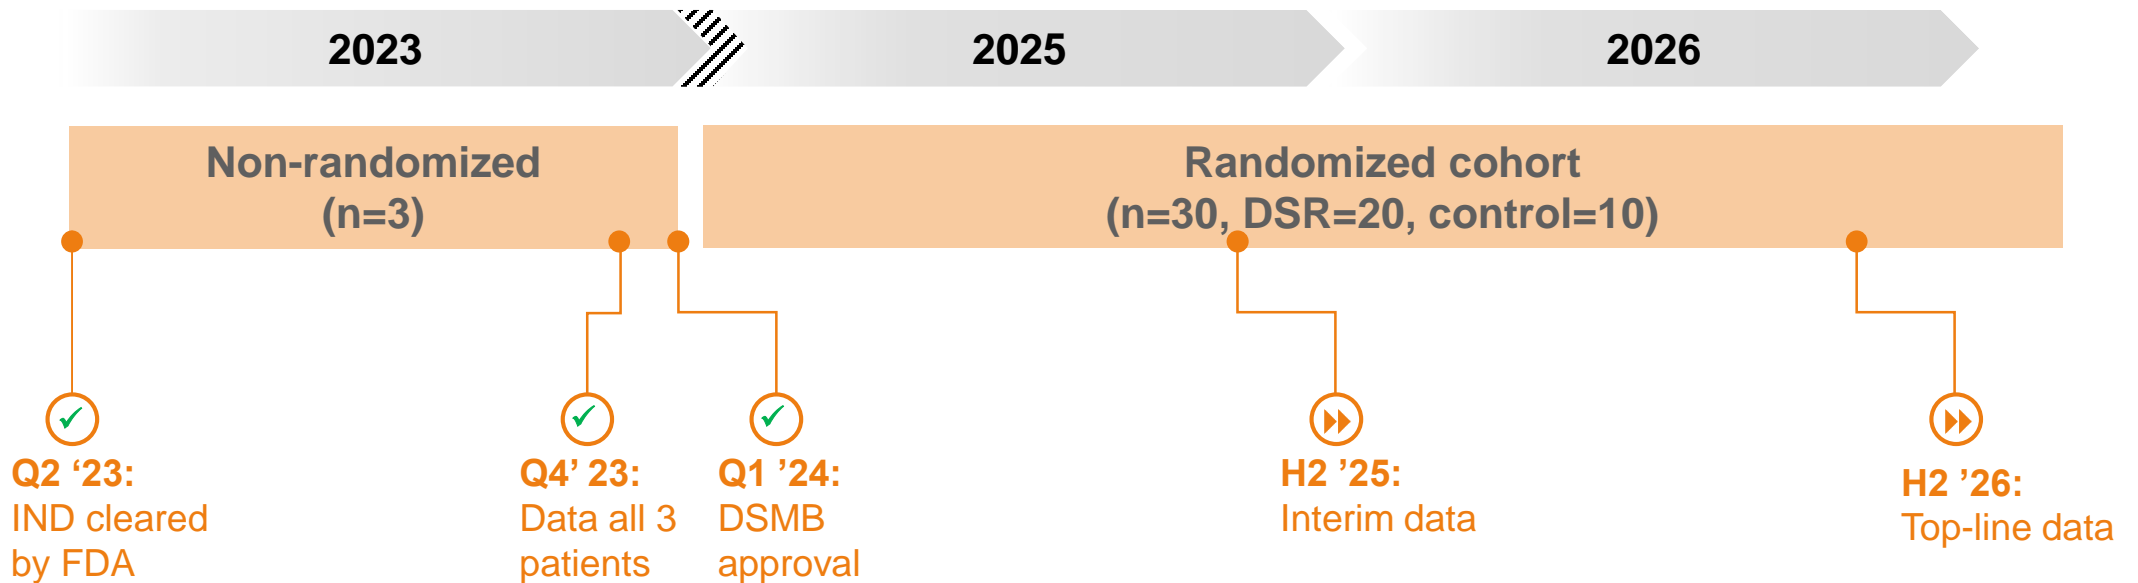 2023
2025
2026
Non-randomized
(n=3)
Randomized cohort
(n=30, DSR=20, control=10)
Q2 ‘23:
IND cleared
by FDA
Q4’ 23:
Data all 3
patients
Q1 ’24:
DSMB
approval
H2 ’25:
Interim data
H2 ’26:
Top-line data